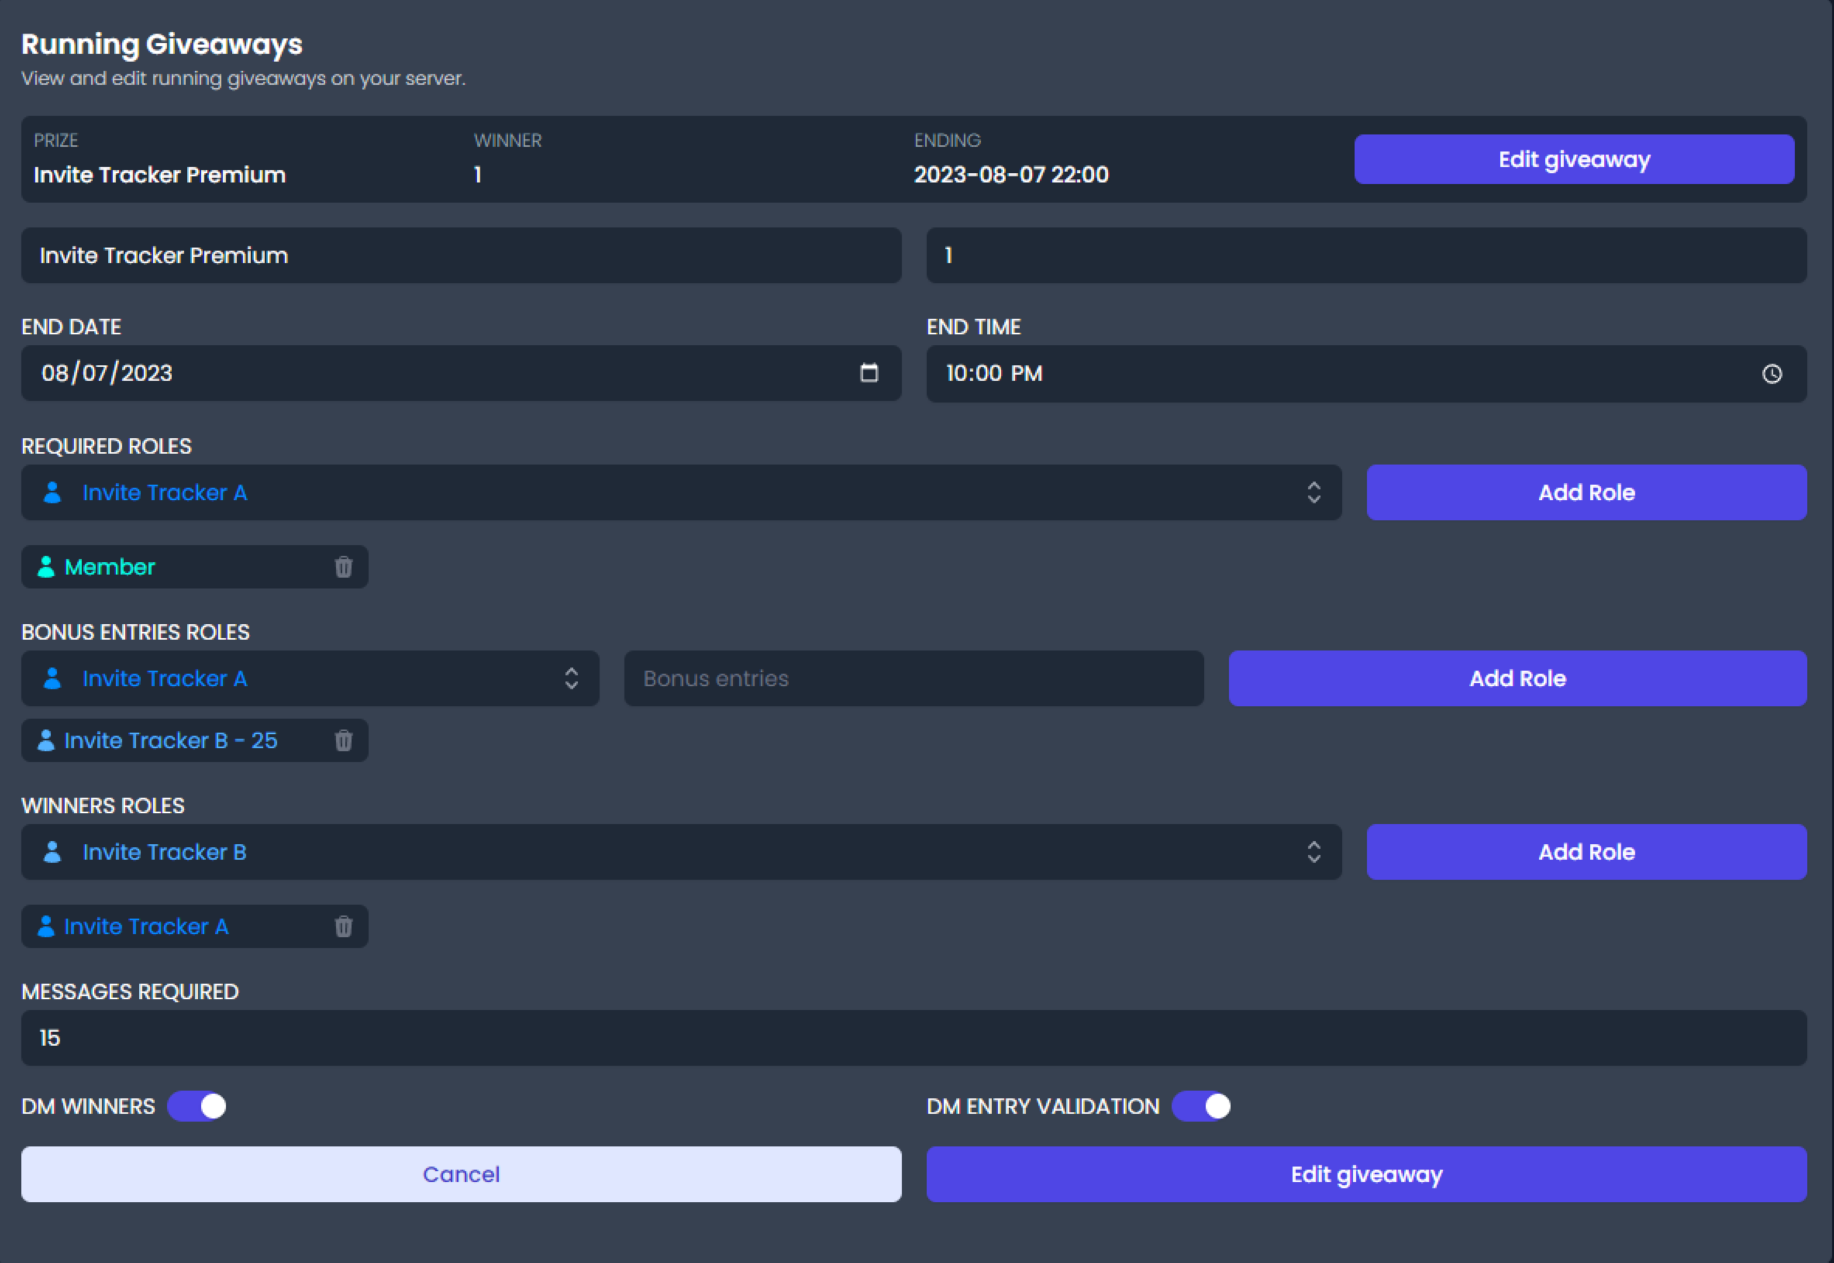 Running Giveaways
View and edit running giveaways on your server.
PRIZE WINNER ENDING
Invite Tracker Premium 1 2023-08-07 22:00 Edit giveaway
Invite Tracker Premium 1
END DATE END TIME
08/07/2023 10:00 PM
REQUIRED ROLES
Invite Tracker A Add Role
Member
BONUS ENTRIES ROLES
Invite Tracker A Bonus entries Add Role
Invite Tracker B - 25
WINNERS ROLES
Invite Tracker B Add Role
Invite Tracker A
MESSAGES REQUIRED
15
DM WINNERS DM ENTRY VALIDATION
Cancel Edit giveaway